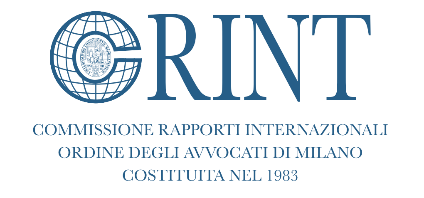 CRINT
COMMISSIONE RAPPORTI INTERNAZIONALI
ORDINE DEGLI AVVOCATI DI MILANO
COSTITUITA NEL 1983